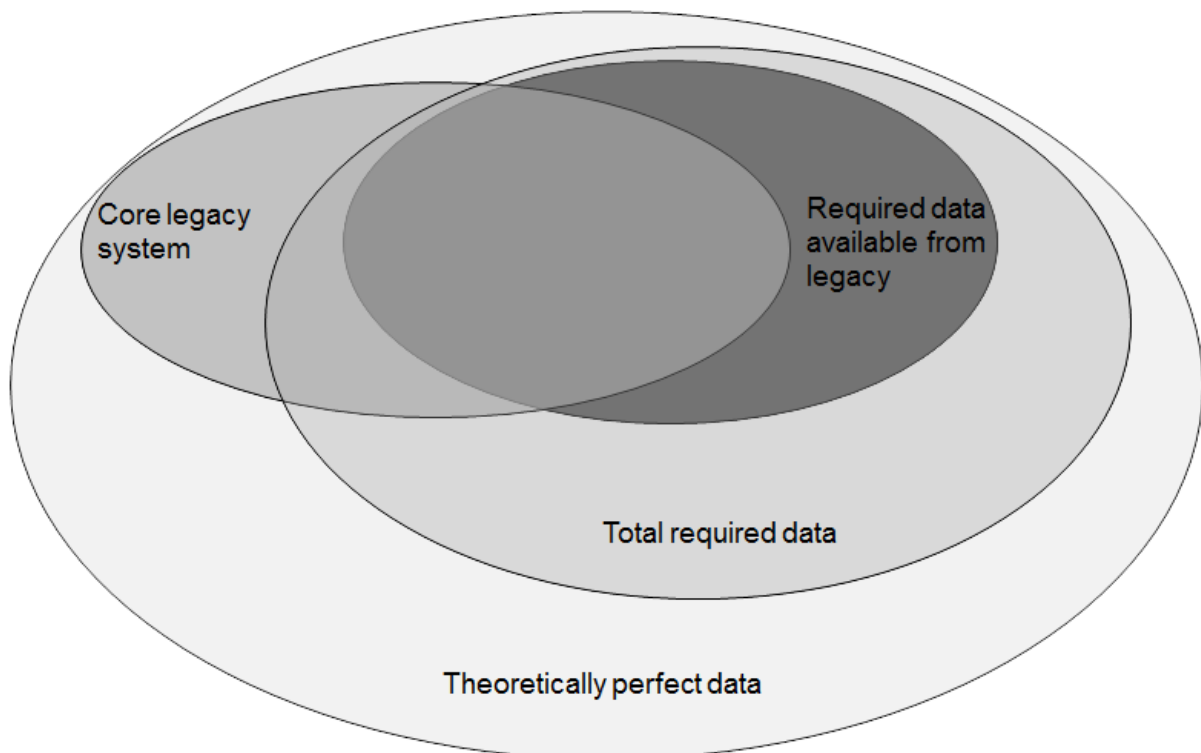 Core legacy
system
Required data
available from
legacy
Total required data
Theoretically perfect data